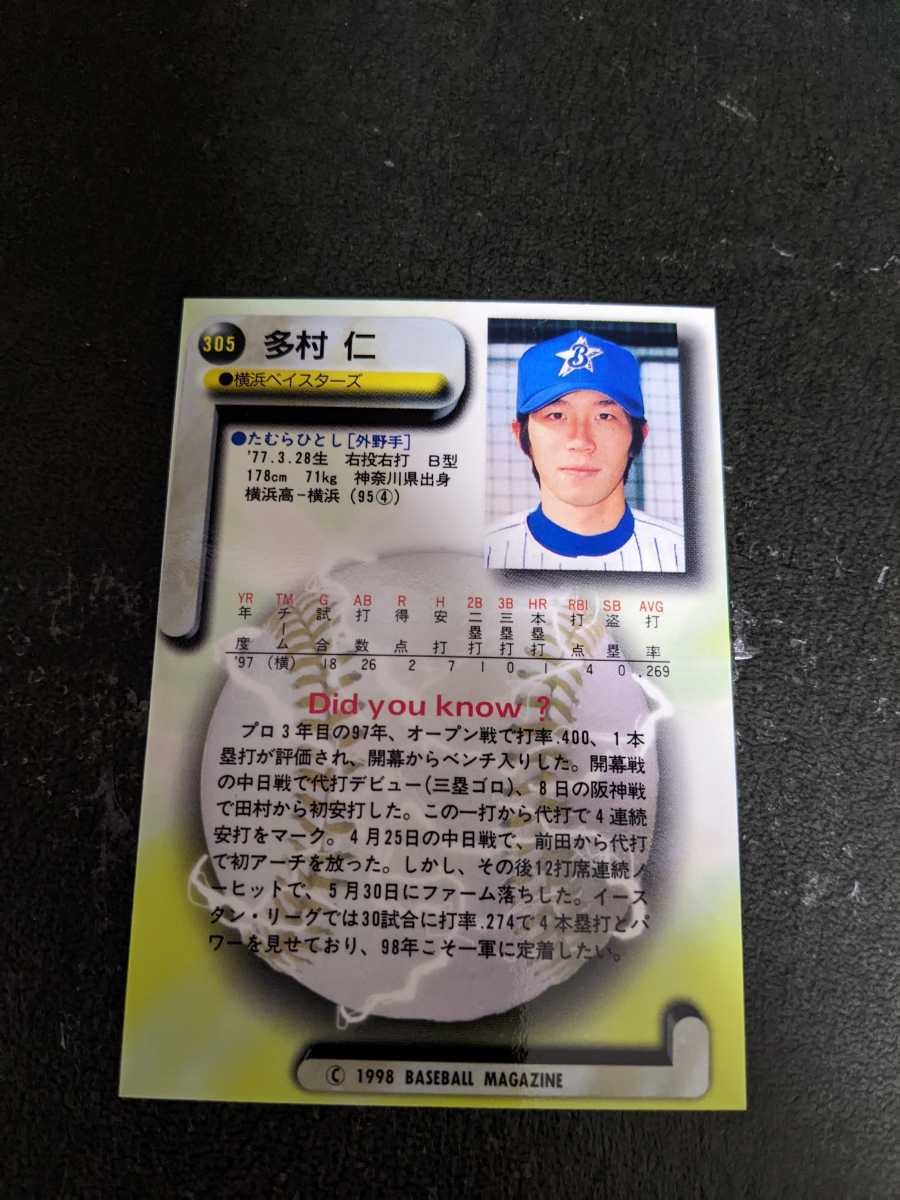 305 多村 仁
●横浜ベイスターズ
B
●たむらひとし[外野手]
'77.3.28生 右投右打 B型
178cm 71kg 神奈川県出身
横浜高-横浜(95④)
YR TM G AB R H 2B 3B HR RBI SB AVG
年度 チーム 試合 打数 得点 安打 二塁打 三塁打 本塁打 打点 盗塁 打率
'97 (横) 18 26 2 7 1 0 1 4 0 .269
Did you know ?
プロ3年目の97年、オープン戦で打率.400、1本
塁打が評価され、開幕からベンチ入りした。開幕戦
の中日戦で代打デビュー(三塁ゴロ)、8日の阪神戦
で田村から初安打した。この一打から代打で4連続
安打をマーク。4月25日の中日戦で、前田から代打
で初アーチを放った。しかし、その後12打席連続ノ
ーヒットで、5月30日にファーム落ちした。イース
タン・リーグでは30試合に打率.274で4本塁打とパ
ワーを見せており、98年こそ一軍に定着したい。
© 1998 BASEBALL MAGAZINE